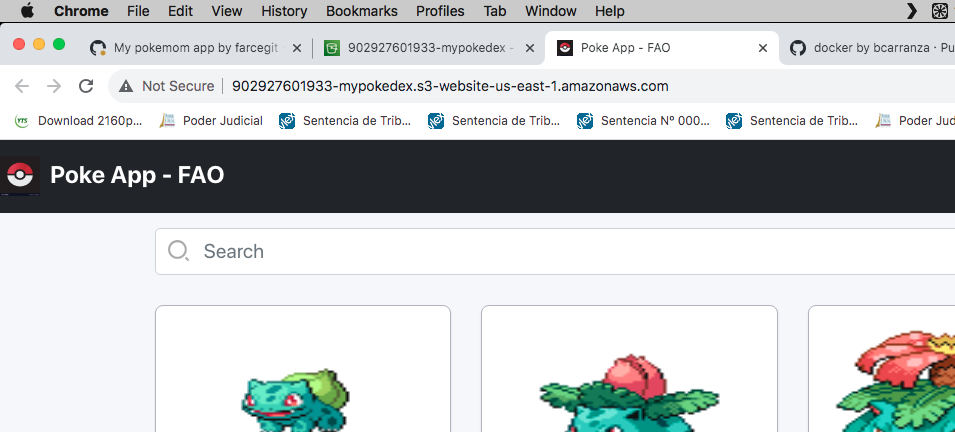 Chrome File Edit View History Bookmarks Profiles Tab Window Help
My pokemom app by farcegit 902927601933-mypokedex - Poke App - FAO docker by bcarranza · Pu
Not Secure 902927601933-mypokedex.s3-website-us-east-1.amazonaws.com
YTS Download 2160p... Poder Judicial Sentencia de Trib... Sentencia de Trib... Sentencia Nº 000... Sentencia de Trib... Poder Jud
Poke App - FAO
Search